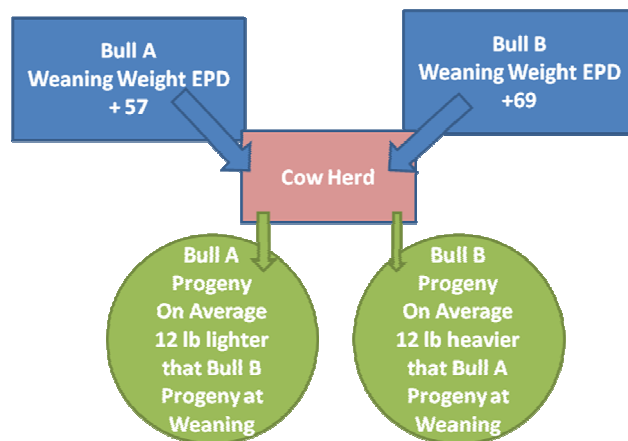 Bull A
Weaning Weight EPD
+ 57
Bull B
Weaning Weight EPD
+69
Cow Herd
Bull A
Progeny
On Average
12 lb lighter
that Bull B
Progeny at
Weaning
Bull B
Progeny
On Average
12 lb heavier
that Bull A
Progeny at
Weaning